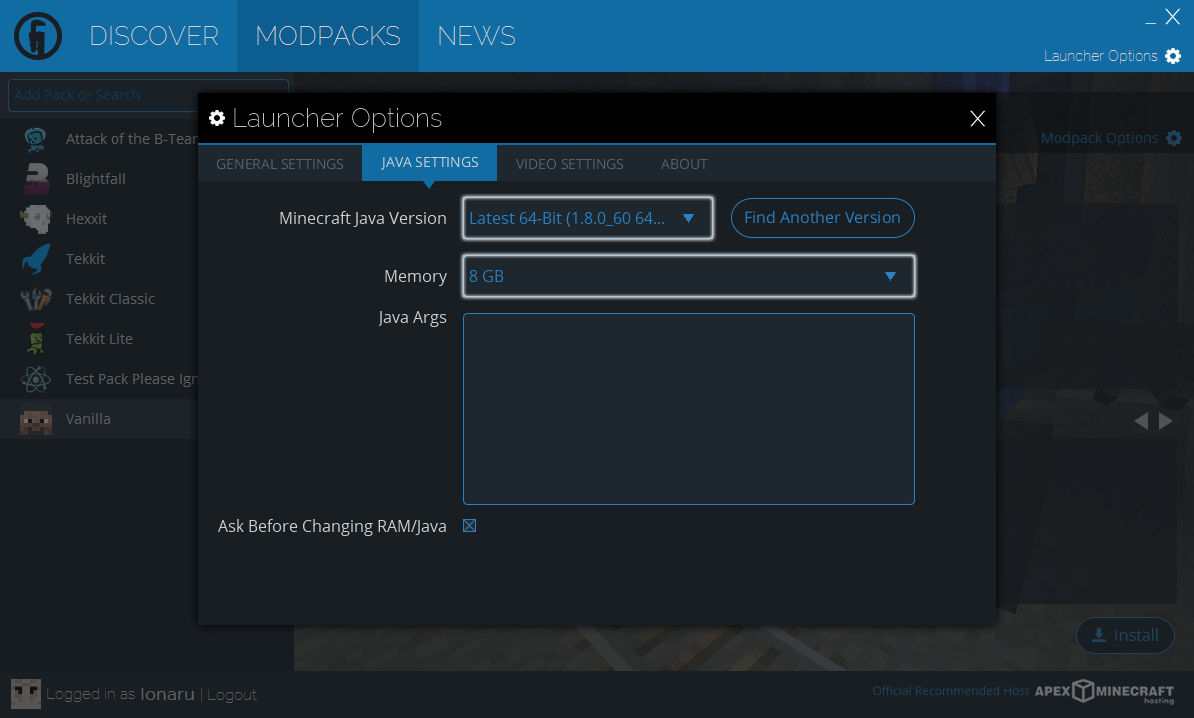 DISCOVER
MODPACKS
NEWS
Launcher Options
Add Pack or Search
Attack of the B-Tear
Blightfall
Hexxit
Tekkit
Tekkit Classic
Tekkit Lite
Test Pack Please Ign
Vanilla
Modpack Options
Launcher Options
GENERAL SETTINGS
JAVA SETTINGS
VIDEO SETTINGS
ABOUT
Minecraft Java Version
Latest 64-Bit (1.8.0_60 64...
Find Another Version
Memory
8 GB
Java Args
Ask Before Changing RAM/Java
Install
Logged in as Ionaru | Logout
Official Recommended Host
APEX MINECRAFT
hosting